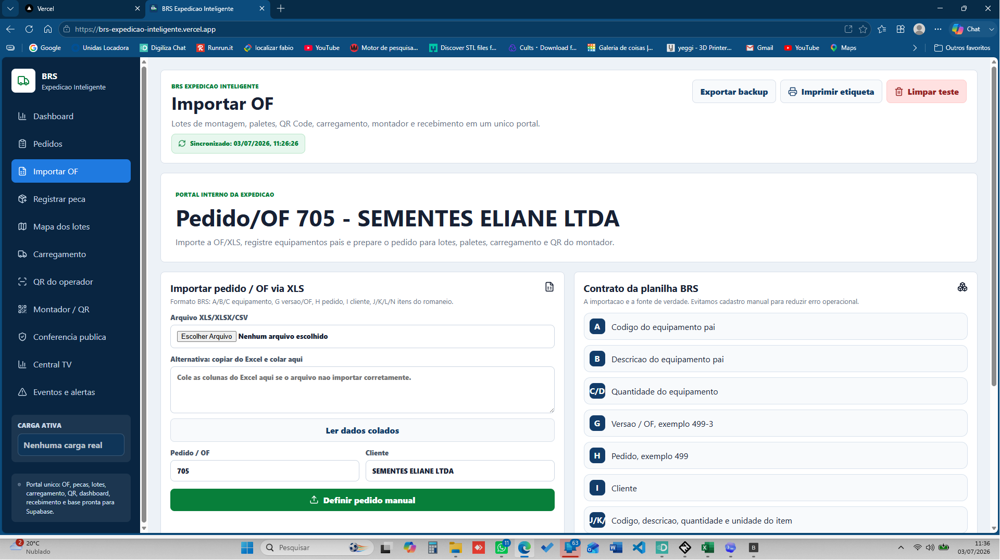 Vercel
BRS Expedicao Inteligente
https://brs-expedicao-inteligente.vercel.app
Chat
Google
Unidas Locadora
Digiliza Chat
Runrun.it
localizar fabio
YouTube
Motor de pesquisa...
Discover STL files f...
Cults · Download f...
Galeria de coisas |...
yeggi - 3D Printer...
Gmail
YouTube
Maps
Outros favoritos
BRS
Expedicao Inteligente
Dashboard
Pedidos
Importar OF
Registrar peca
Mapa dos lotes
Carregamento
QR do operador
Montador / QR
Conferencia publica
Central TV
Eventos e alertas
CARGA ATIVA
Nenhuma carga real
Portal unico: OF, pecas, lotes,
carregamento, QR, dashboard,
recebimento e base pronta para
Supabase.
BRS EXPEDICAO INTELIGENTE
Importar OF
Lotes de montagem, paletes, QR Code, carregamento, montador e recebimento em um unico portal.
Sincronizado: 03/07/2026, 11:26:26
Exportar backup
Imprimir etiqueta
Limpar teste
PORTAL INTERNO DA EXPEDICAO
Pedido/OF 705 - SEMENTES ELIANE LTDA
Importe a OF/XLS, registre equipamentos pais e prepare o pedido para lotes, paletes, carregamento e QR do montador.
Importar pedido / OF via XLS
Formato BRS: A/B/C equipamento, G versao/OF, H pedido, I cliente, J/K/L/N itens do romaneio.
Arquivo XLS/XLSX/CSV
Escolher Arquivo Nenhum arquivo escolhido
Alternativa: copiar do Excel e colar aqui
Cole as colunas do Excel aqui se o arquivo nao importar corretamente.
Ler dados colados
Pedido / OF
705
Cliente
SEMENTES ELIANE LTDA
Definir pedido manual
Contrato da planilha BRS
A importacao e a fonte de verdade. Evitamos cadastro manual para reduzir erro operacional.
A Codigo do equipamento pai
B Descricao do equipamento pai
C/D Quantidade do equipamento
G Versao / OF, exemplo 499-3
H Pedido, exemplo 499
I Cliente
J/K/ Codigo, descricao, quantidade e unidade do item
2
20°C
Nublado
Pesquisar
11
63
B
11:36
03/07/2026